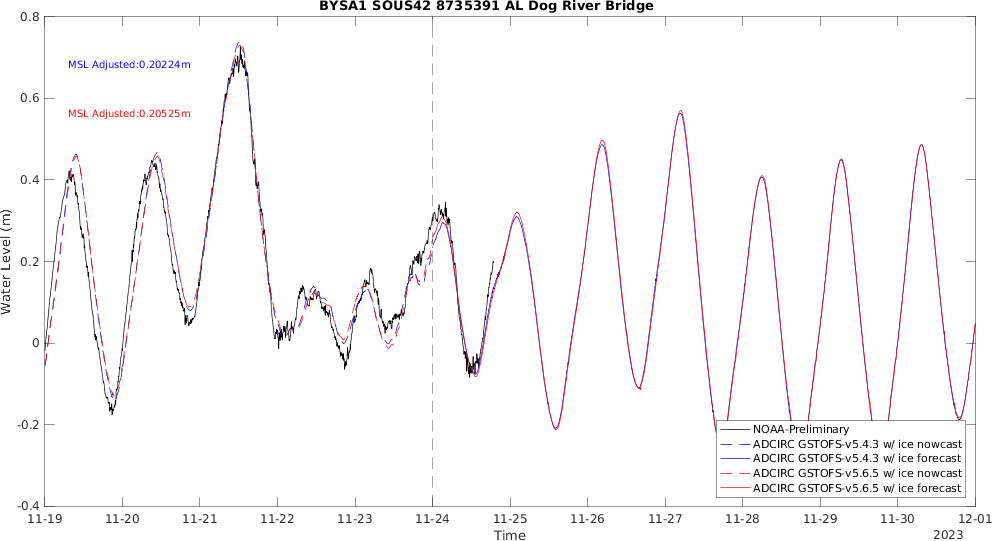 BYSA1 SOUS42 8735391 AL Dog River Bridge
0.8
0.6
0.4
0.2
0
-0.2
-0.4
Water Level (m)
MSL Adjusted:0.20224m
MSL Adjusted:0.20525m
NOAA-Preliminary
ADCIRC GSTOFS-v5.4.3 w/ ice nowcast
ADCIRC GSTOFS-v5.4.3 w/ ice forecast
ADCIRC GSTOFS-v5.6.5 w/ ice nowcast
ADCIRC GSTOFS-v5.6.5 w/ ice forecast
11-19 11-20 11-21 11-22 11-23 11-24 11-25 11-26 11-27 11-28 11-29 11-30 12-01
Time
2023